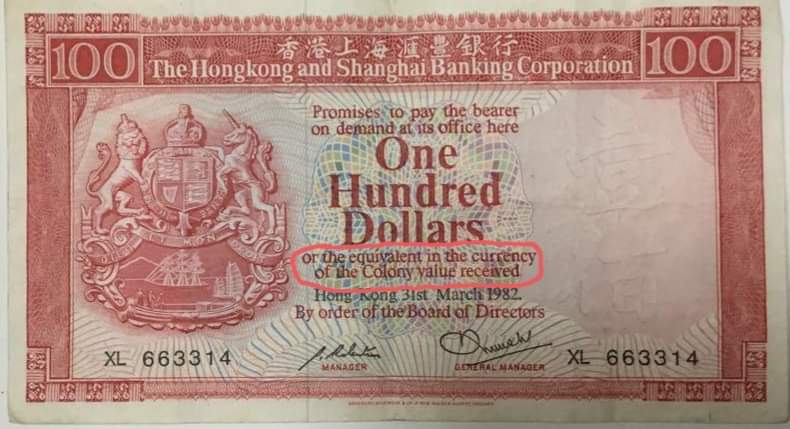 香港上海滙豐銀行
100 The Hongkong and Shanghai Banking Corporation 100
Promises to pay the bearer
on demand at its office here
One
Hundred
Dollars
or the equivalent in the currency
of the Colony value received
Hong Kong 31st March 1982.
By order of the Board of Directors
XL 663314
MANAGER
GENERAL MANAGER
XL 663314